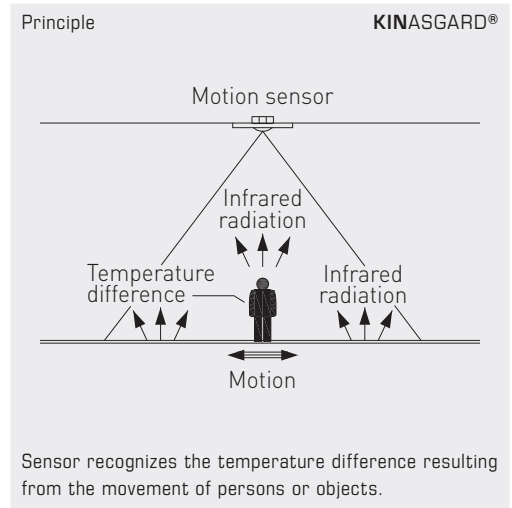 Principle KINASGARD®
Motion sensor
Infrared
radiation
Temperature
difference
Infrared
radiation
Motion
Sensor recognizes the temperature difference resulting
from the movement of persons or objects.